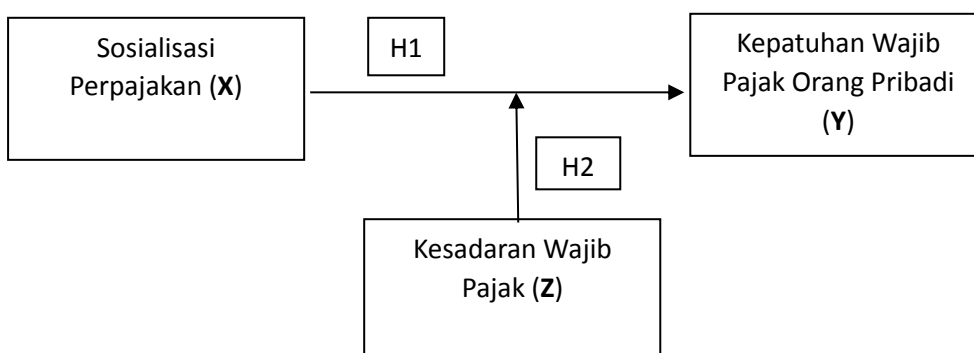 Sosialisasi
Perpajakan (X)
H1
Kepatuhan Wajib
Pajak Orang Pribadi
(Y)
H2
Kesadaran Wajib
Pajak (Z)